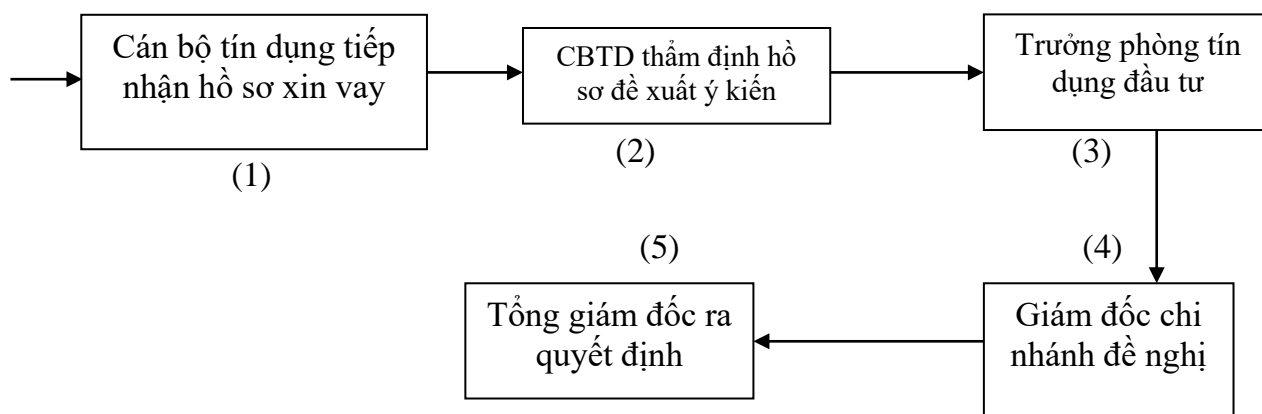 Cán bộ tín dụng tiếp
nhận hồ sơ xin vay
(1)
CBTD thẩm định hồ
sơ đề xuất ý kiến
(2)
Trưởng phòng tín
dụng đầu tư
(3)
(4)
Giám đốc chi
nhánh đề nghị
(5)
Tổng giám đốc ra
quyết định